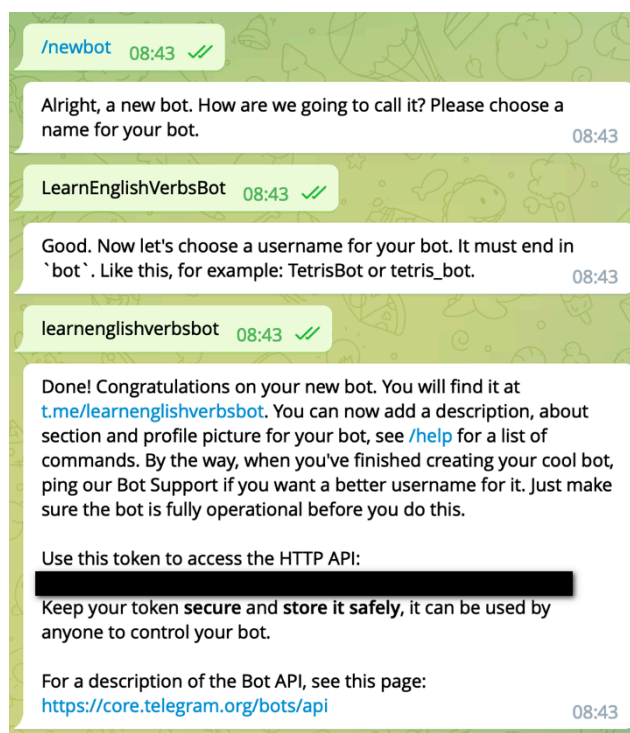 /newbot 08:43
Alright, a new bot. How are we going to call it? Please choose a
name for your bot. 08:43
LearnEnglishVerbsBot 08:43
Good. Now let's choose a username for your bot. It must end in
`bot`. Like this, for example: TetrisBot or tetris_bot. 08:43
learnenglishverbsbot 08:43
Done! Congratulations on your new bot. You will find it at
t.me/learnenglishverbsbot. You can now add a description, about
section and profile picture for your bot, see /help for a list of
commands. By the way, when you've finished creating your cool bot,
ping our Bot Support if you want a better username for it. Just make
sure the bot is fully operational before you do this.
Use this token to access the HTTP API:
Keep your token secure and store it safely, it can be used by
anyone to control your bot.
For a description of the Bot API, see this page:
https://core.telegram.org/bots/api 08:43